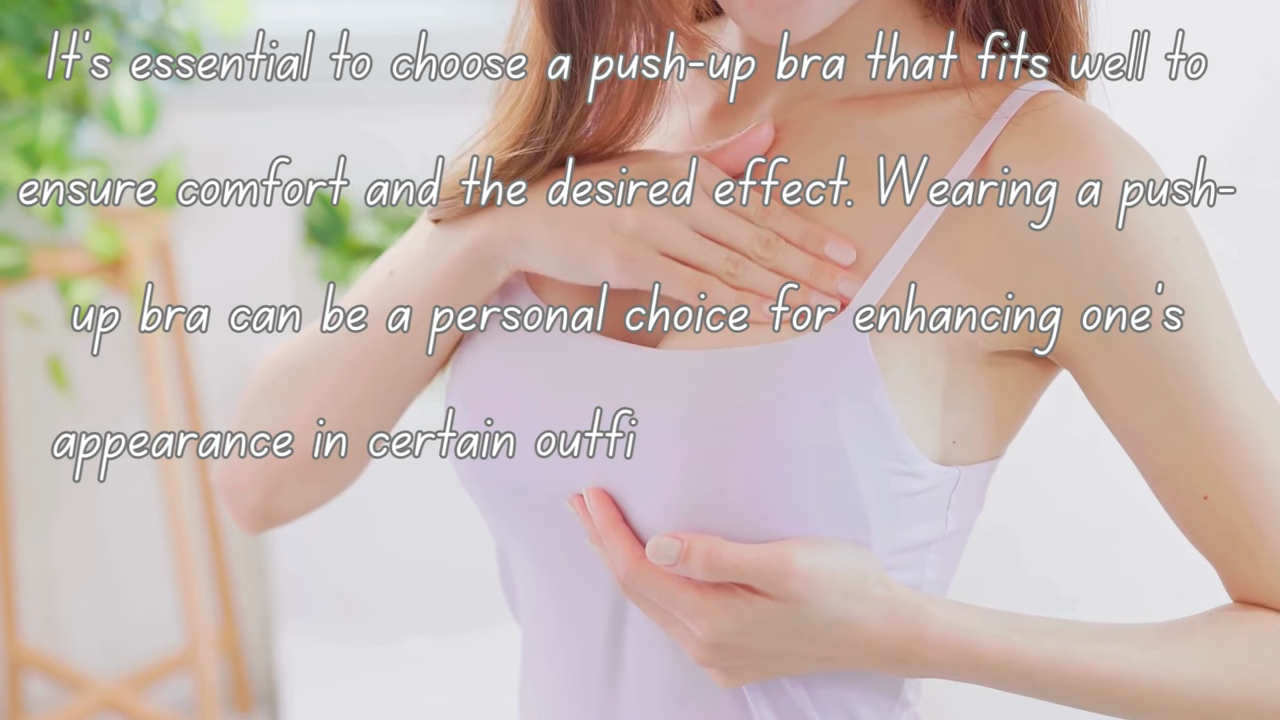 It's essential to choose a push-up bra that fits well to
ensure comfort and the desired effect. Wearing a push-
up bra can be a personal choice for enhancing one's
appearance in certain outfi